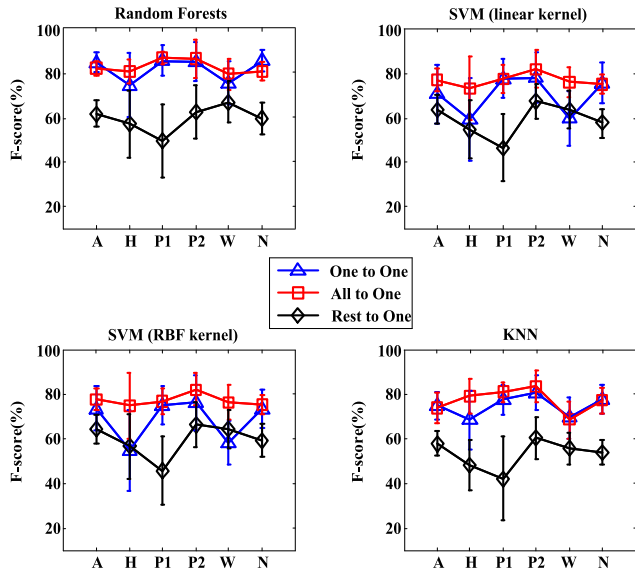 Random Forests
F-score(%)
100
80
60
40
20
A H P1 P2 W N
SVM (linear kernel)
F-score(%)
100
80
60
40
20
A H P1 P2 W N
One to One
All to One
Rest to One
SVM (RBF kernel)
F-score(%)
100
80
60
40
20
A H P1 P2 W N
KNN
F-score(%)
100
80
60
40
20
A H P1 P2 W N